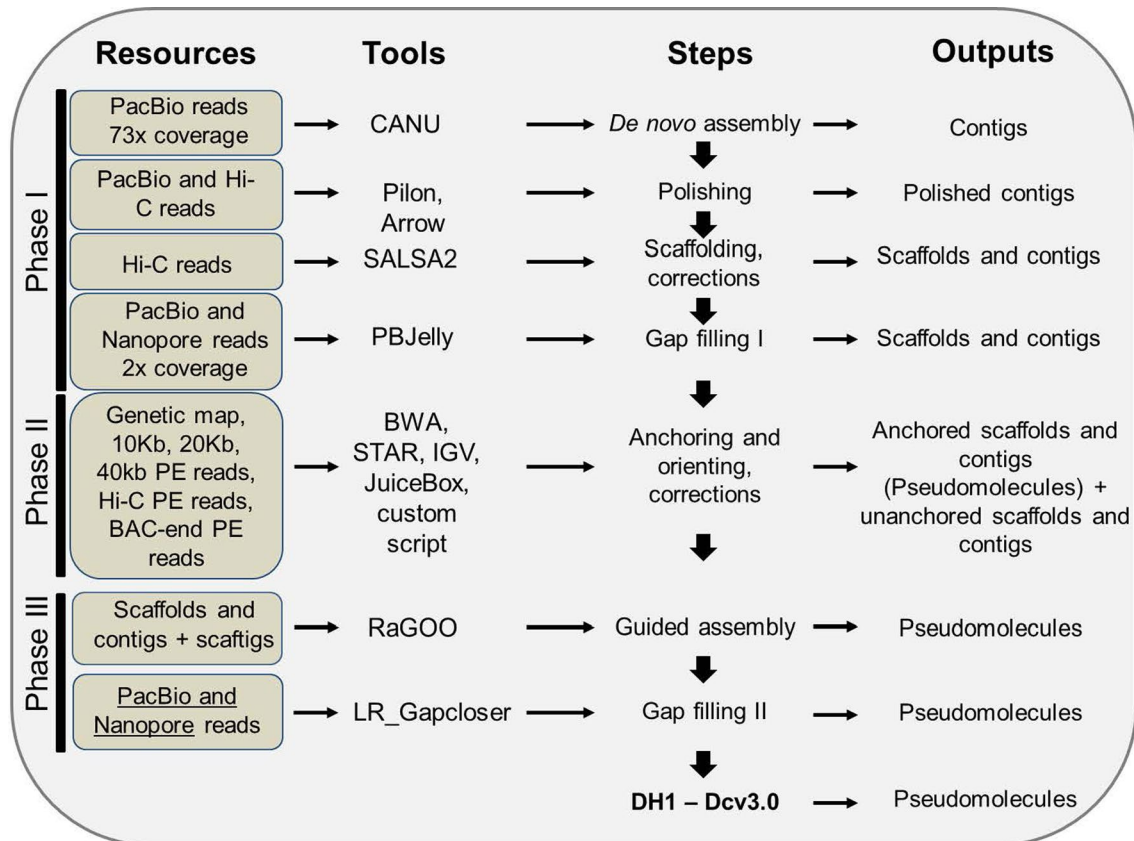 Resources
Tools
Steps
Outputs
Phase I
PacBio reads
73x coverage
CANU
De novo assembly
Contigs
PacBio and Hi-
C reads
Pilon,
Arrow
Polishing
Polished contigs
Hi-C reads
SALSA2
Scaffolding,
corrections
Scaffolds and contigs
PacBio and
Nanopore reads
2x coverage
PBJelly
Gap filling I
Scaffolds and contigs
Phase II
Genetic map,
10Kb, 20Kb,
40kb PE reads,
Hi-C PE reads,
BAC-end PE
reads
BWA,
STAR, IGV,
JuiceBox,
custom
script
Anchoring and
orienting,
corrections
Anchored scaffolds and
contigs
(Pseudomolecules) +
unanchored scaffolds and
contigs
Phase III
Scaffolds and
contigs + scaftigs
RaGOO
Guided assembly
Pseudomolecules
PacBio and
Nanopore reads
LR_Gapcloser
Gap filling II
Pseudomolecules
DH1 – Dcv3.0
Pseudomolecules